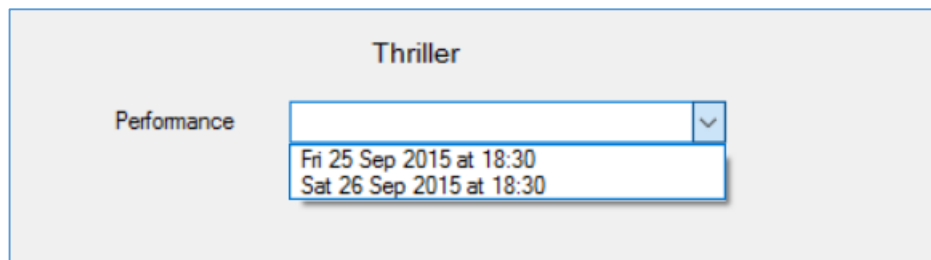 Thriller
Performance
Fri 25 Sep 2015 at 18:30
Sat 26 Sep 2015 at 18:30